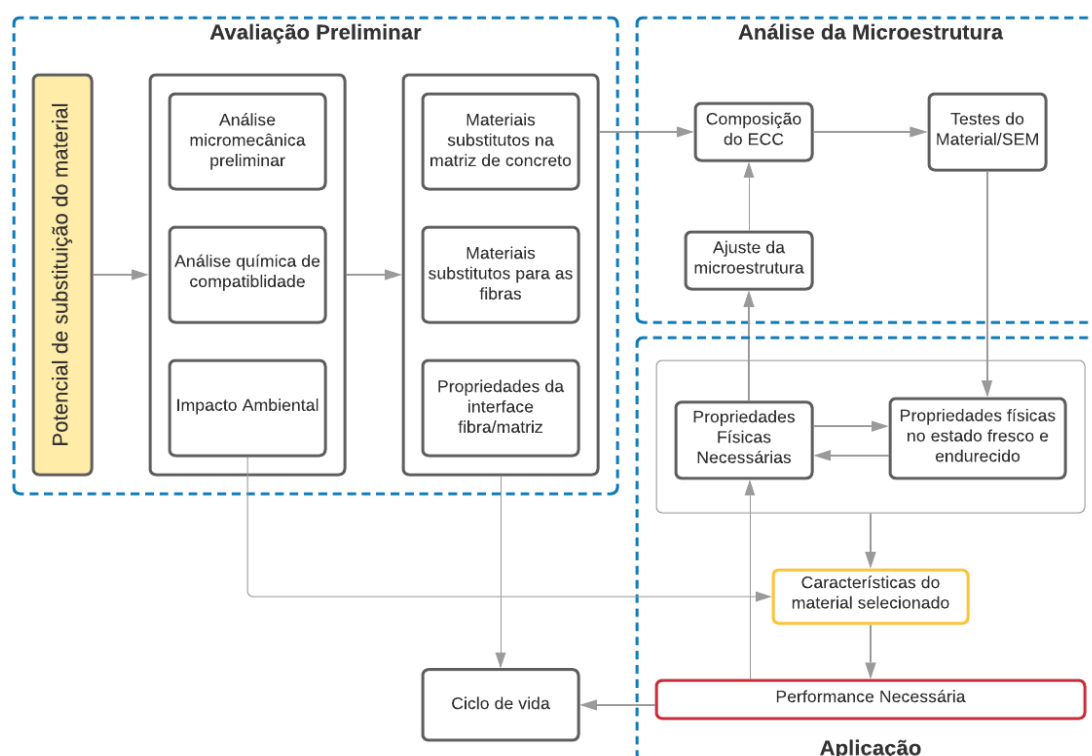 Avaliação Preliminar
Potencial de substituição do material
Análise
micromecânica
preliminar
Análise química de
compatiblidade
Impacto Ambiental
Materiais
substitutos na
matriz de concreto
Materiais
substitutos para as
fibras
Propriedades da
interface
fibra/matriz
Análise da Microestrutura
Composição
do ECC
Testes do
Material/SEM
Ajuste da
microestrutura
Propriedades
Físicas
Necessárias
Propriedades físicas
no estado fresco e
endurecido
Características do
material selecionado
Performance Necessária
Ciclo de vida
Aplicação